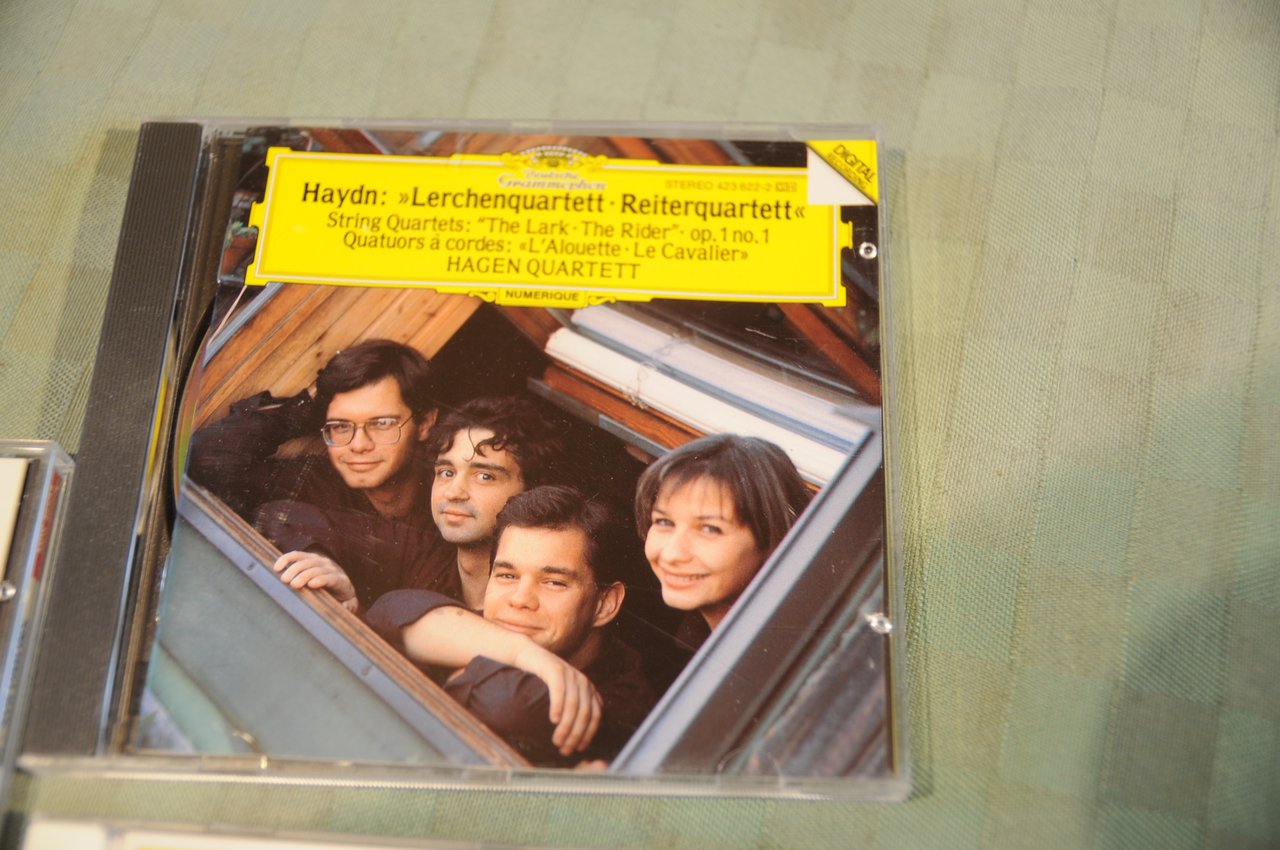 Deutsche
Grammophon
STEREO 423 622-2
DIGITAL
RECORDING
Haydn: »Lerchenquartett · Reiterquartett«
String Quartets: "The Lark · The Rider" · op. 1 no. 1
Quatuors à cordes: «L'Alouette · Le Cavalier»
HAGEN QUARTETT
NUMERIQUE